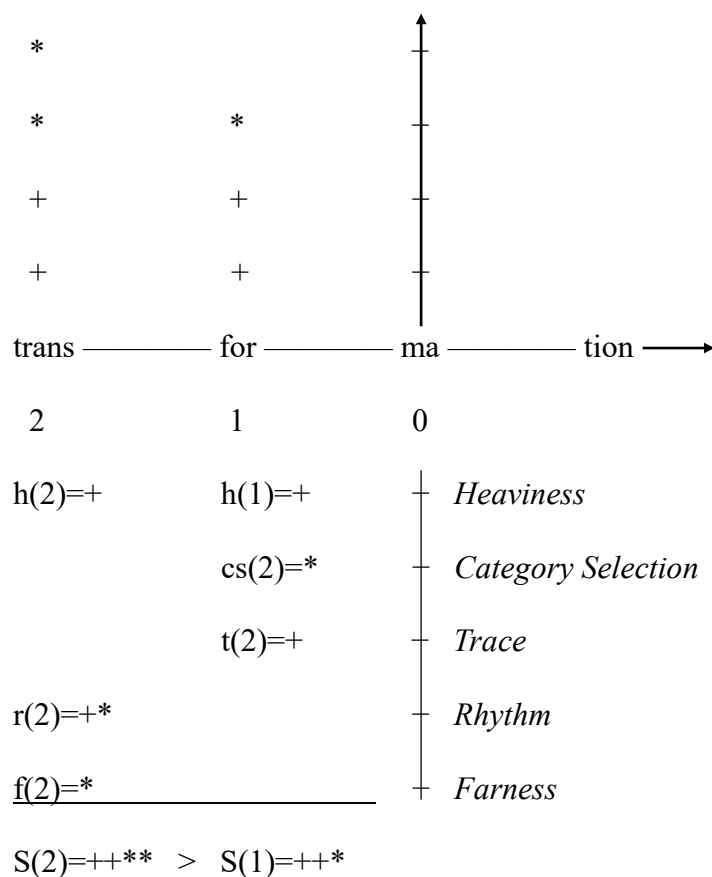 *
* *
+ +
+ +
trans ———— for ———— ma ———— tion
2 1 0
h(2)=+ h(1)=+ Heaviness
cs(2)=* Category Selection
t(2)=+ Trace
r(2)=+* Rhythm
f(2)=* Farness
S(2)=++** > S(1)=++*